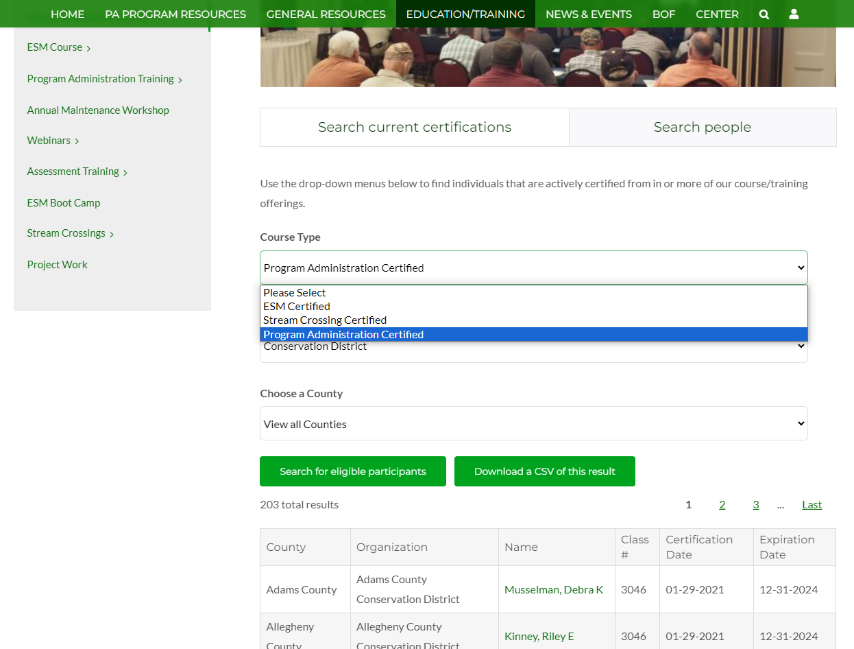 HOME PA PROGRAM RESOURCES GENERAL RESOURCES EDUCATION/TRAINING NEWS & EVENTS BOF CENTER
ESM Course
Program Administration Training
Annual Maintenance Workshop
Webinars
Assessment Training
ESM Boot Camp
Stream Crossings
Project Work
Search current certifications Search people
Use the drop-down menus below to find individuals that are actively certified from in or more of our course/training
offerings.
Course Type
Program Administration Certified
Please Select
ESM Certified
Stream Crossing Certified
Program Administration Certified
Conservation District
Choose a County
View all Counties
Search for eligible participants Download a CSV of this result
203 total results 1 2 3 ... Last
County Organization Name Class # Certification Date Expiration Date
Adams County Adams County Conservation District Musselman, Debra K 3046 01-29-2021 12-31-2024
Allegheny County Allegheny County Conservation District Kinney, Riley E 3046 01-29-2021 12-31-2024